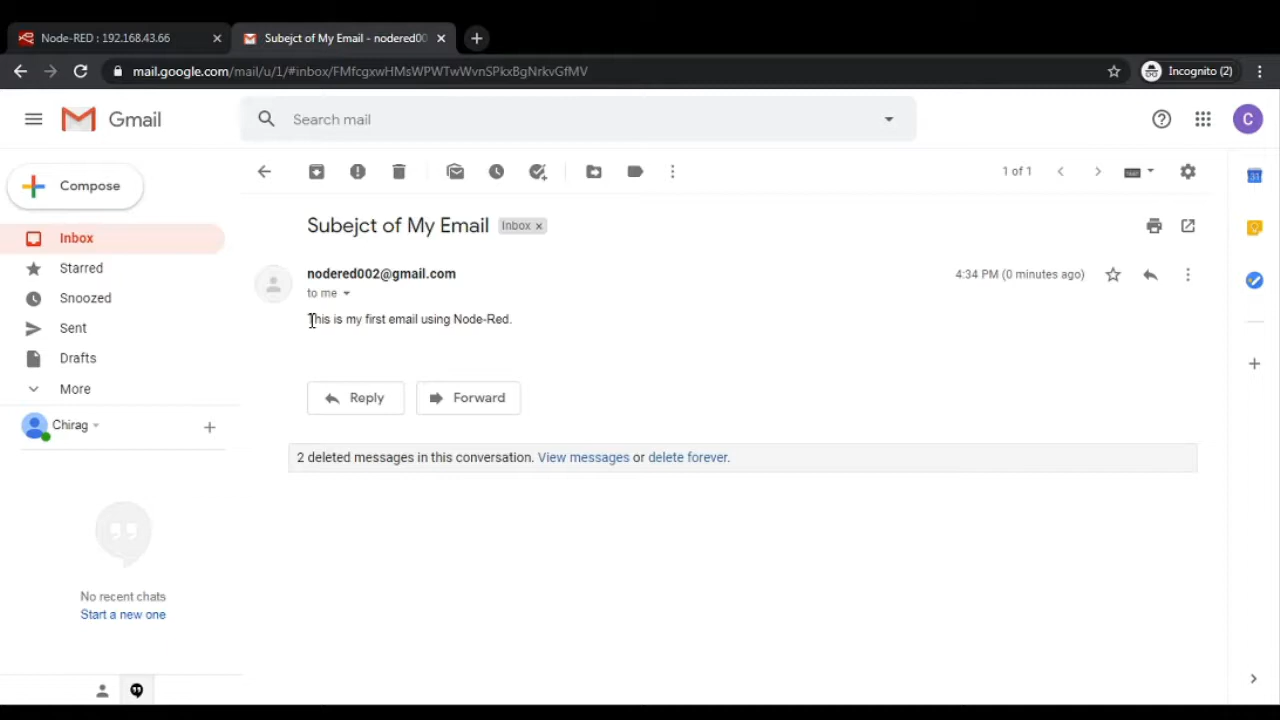 Node-RED : 192.168.43.66
Subejct of My Email - nodered00
mail.google.com/mail/u/1/#inbox/FMfcgxwHMsWPWTwWvnSPkxBgNrkvGfMV
Incognito (2)
Gmail
Search mail
C
Compose
1 of 1
31
Inbox
Starred
Snoozed
Sent
Drafts
More
Chirag
No recent chats
Start a new one
Subejct of My Email Inbox x
nodered002@gmail.com
4:34 PM (0 minutes ago)
to me
This is my first email using Node-Red.
Reply
Forward
2 deleted messages in this conversation. View messages or delete forever.